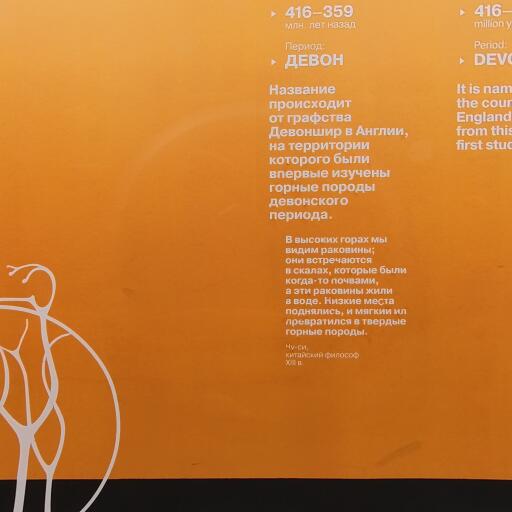 416–359
млн. лет назад
Период:
ДЕВОН
Название
происходит
от графства
Девоншир в Англии,
на территории
которого были
впервые изучены
горные породы
девонского
периода.
В высоких горах мы
видим раковины;
они встречаются
в скалах, которые были
когда-то почвами,
а эти раковины жили
в воде. Низкие места
поднялись, и мягкий ил
превратился в твердые
горные породы.
Чу-си,
китайский философ
XIII в.
416–
million y
Period:
DEVO
It is nam
the coun
England
from this
first stud